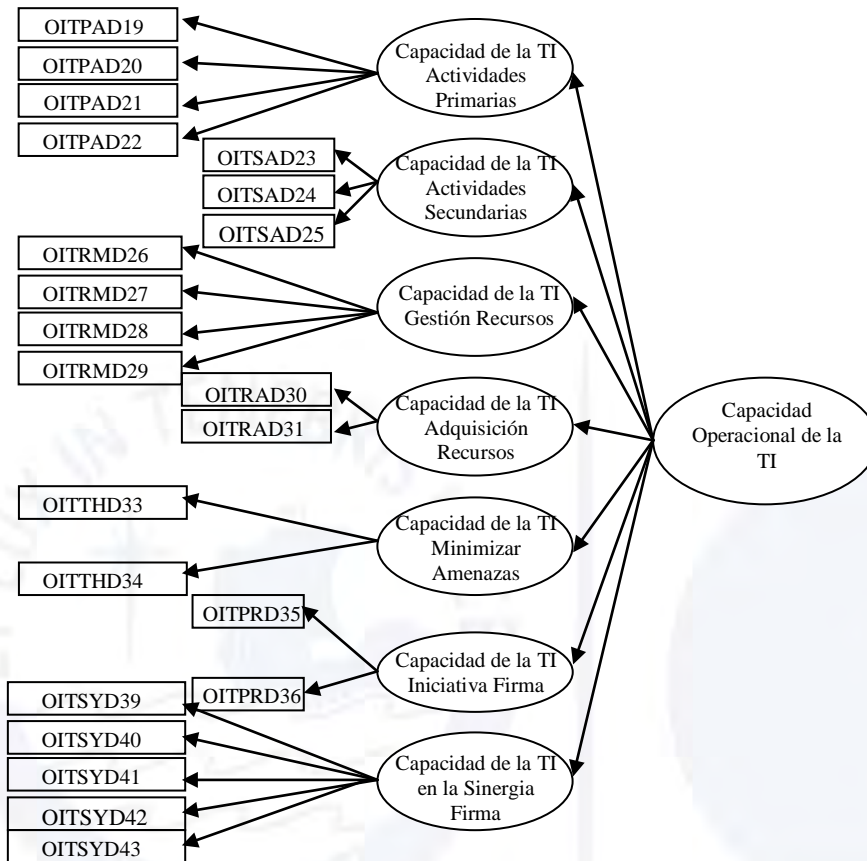 OITPAD19
OITPAD20
OITPAD21
OITPAD22
Capacidad de la TI
Actividades
Primarias
OITSAD23
OITSAD24
OITSAD25
Capacidad de la TI
Actividades
Secundarias
OITRMD26
OITRMD27
OITRMD28
OITRMD29
Capacidad de la TI
Gestión Recursos
OITRAD30
OITRAD31
Capacidad de la TI
Adquisición
Recursos
Capacidad
Operacional de la
TI
OITTHD33
OITTHD34
Capacidad de la TI
Minimizar
Amenazas
OITPRD35
OITPRD36
Capacidad de la TI
Iniciativa Firma
OITSYD39
OITSYD40
OITSYD41
OITSYD42
OITSYD43
Capacidad de la TI
en la Sinergia
Firma